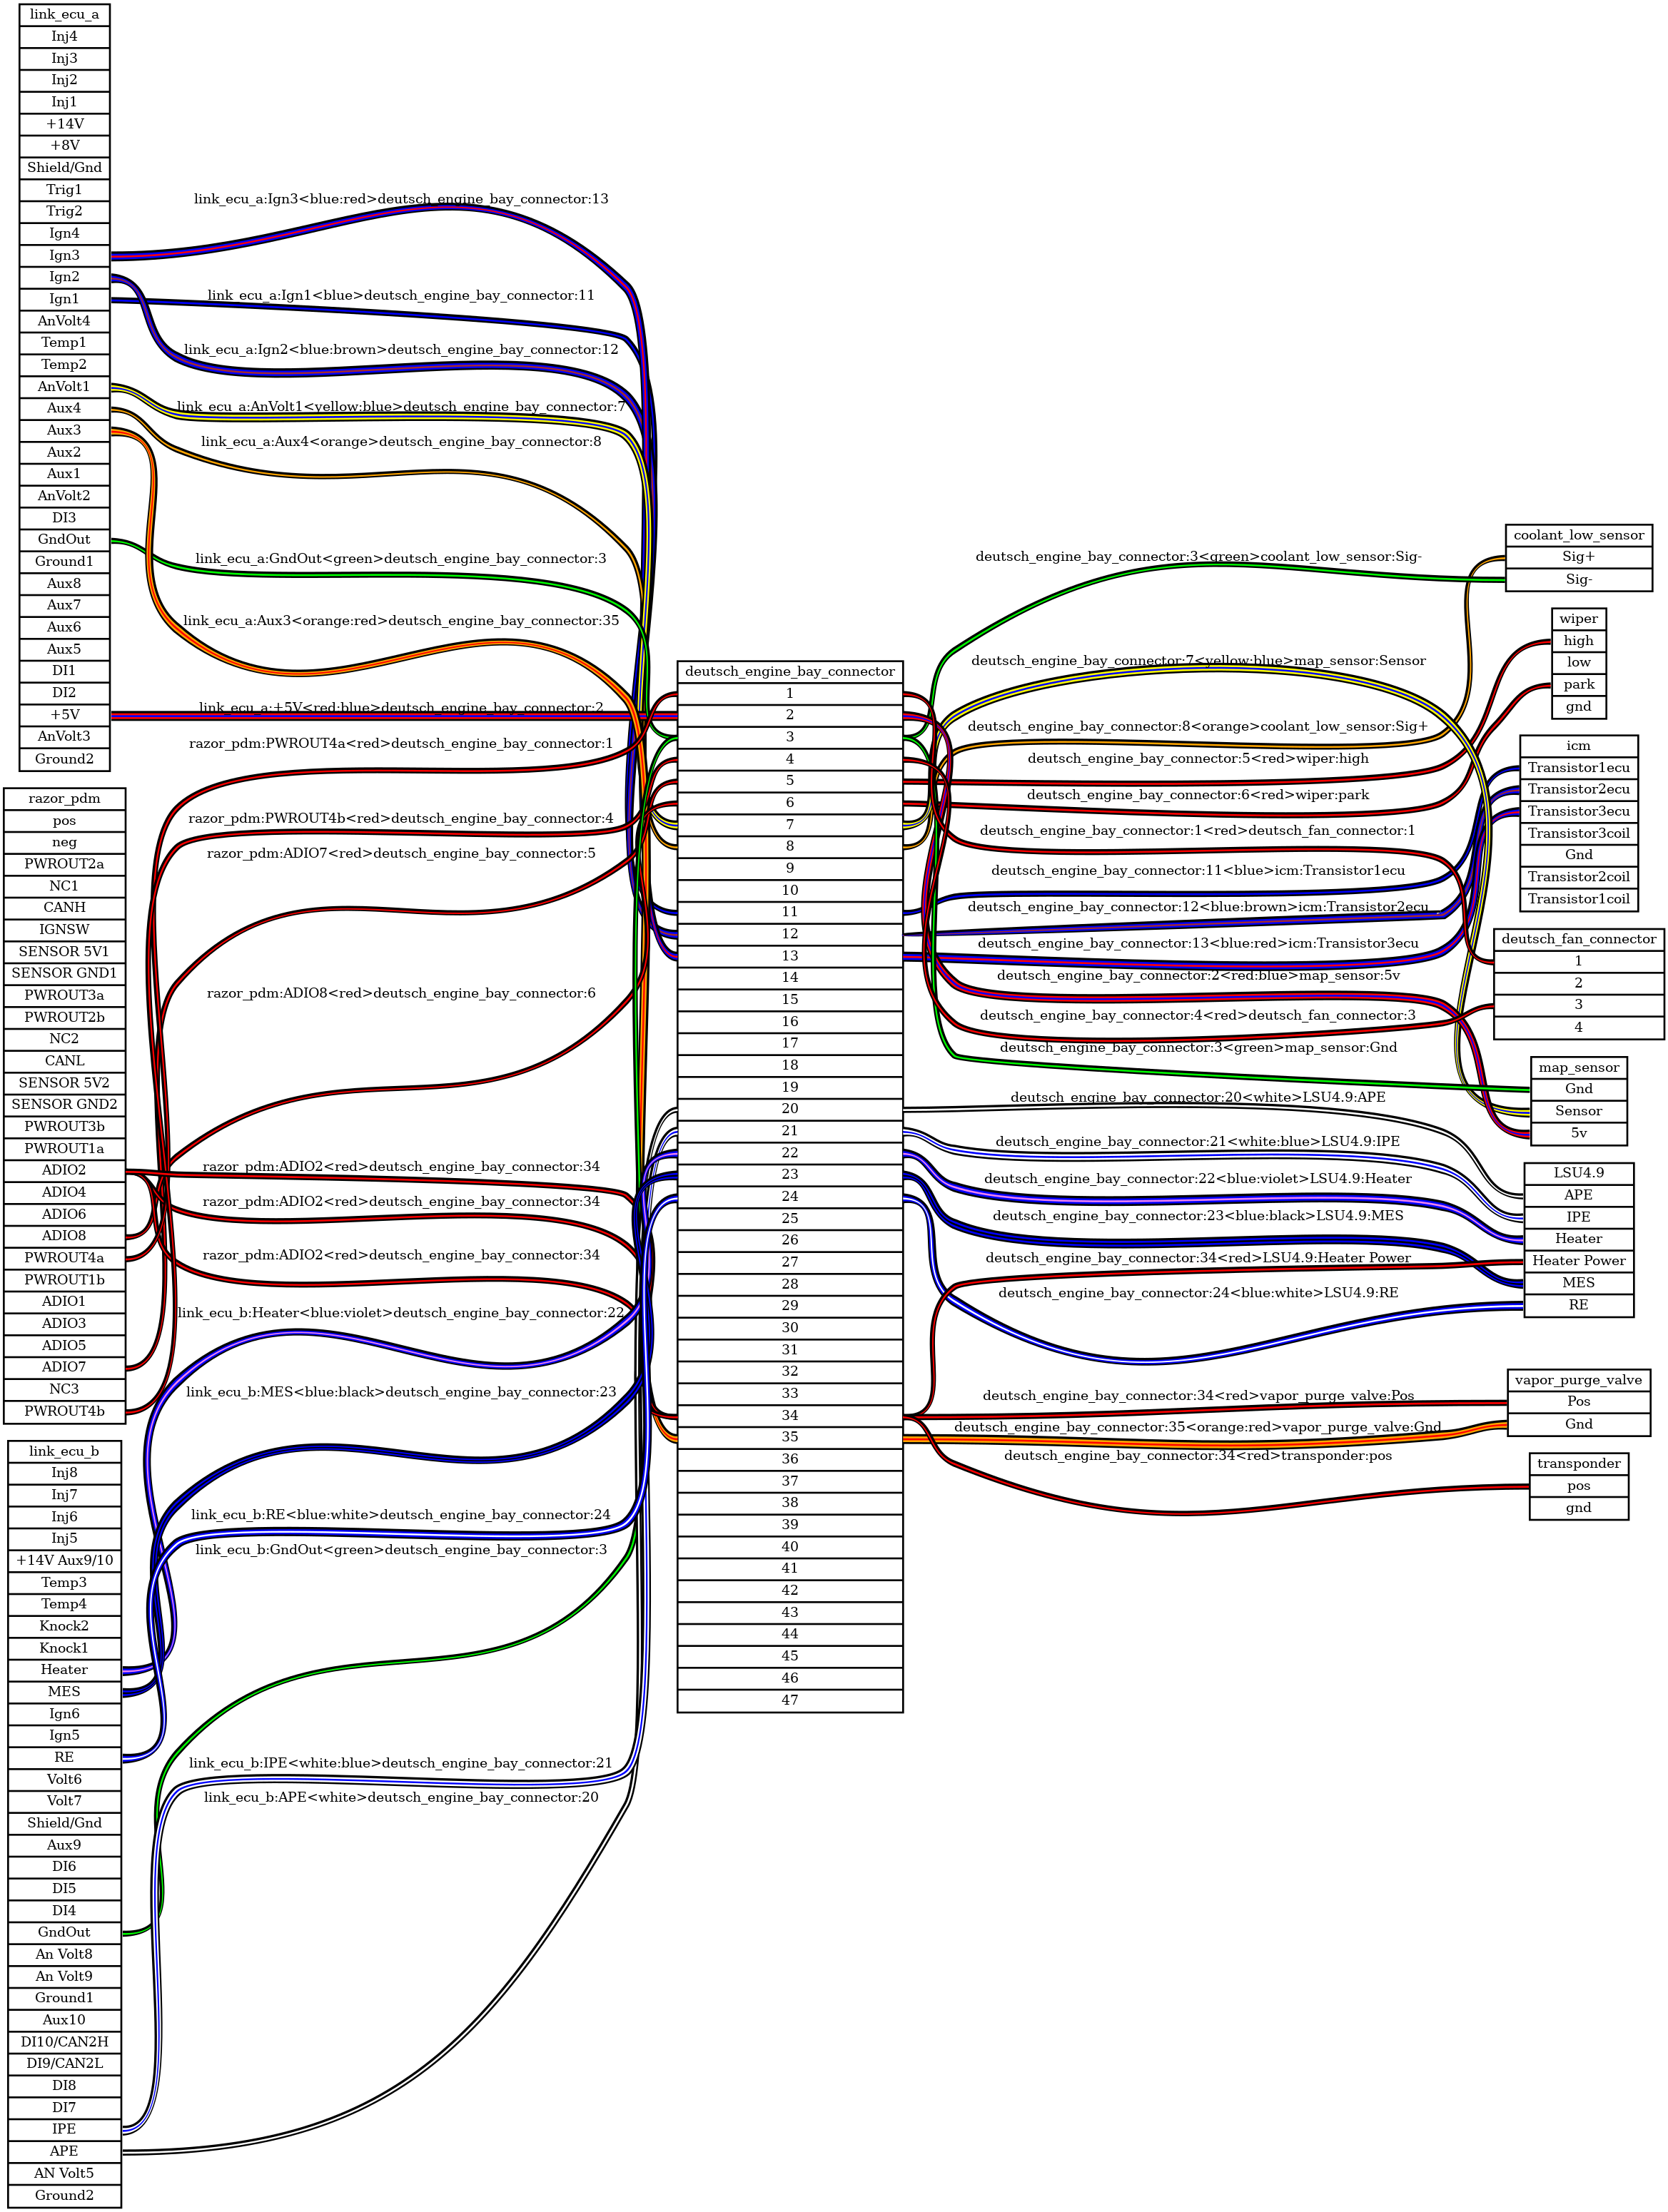 link_ecu_a
Inj4
Inj3
Inj2
Inj1
+14V
+8V
Shield/Gnd
Trig1
Trig2
Ign4
Ign3
Ign2
Ign1
AnVolt4
Temp1
Temp2
AnVolt1
Aux4
Aux3
Aux2
Aux1
AnVolt2
DI3
GndOut
Ground1
Aux8
Aux7
Aux6
Aux5
DI1
DI2
+5V
AnVolt3
Ground2
razor_pdm
pos
neg
PWROUT2a
NC1
CANH
IGNSW
SENSOR 5V1
SENSOR GND1
PWROUT3a
PWROUT2b
NC2
CANL
SENSOR 5V2
SENSOR GND2
PWROUT3b
PWROUT1a
ADIO2
ADIO4
ADIO6
ADIO8
PWROUT4a
PWROUT1b
ADIO1
ADIO3
ADIO5
ADIO7
NC3
PWROUT4b
link_ecu_b
Inj8
Inj7
Inj6
Inj5
+14V Aux9/10
Temp3
Temp4
Knock2
Knock1
Heater
MES
Ign6
Ign5
RE
Volt6
Volt7
Shield/Gnd
Aux9
DI6
DI5
DI4
GndOut
An Volt8
An Volt9
Ground1
Aux10
DI10/CAN2H
DI9/CAN2L
DI8
DI7
IPE
APE
AN Volt5
Ground2
link_ecu_a:Ign3<blue:red>deutsch_engine_bay_connector:13
link_ecu_a:Ign1<blue>deutsch_engine_bay_connector:11
link_ecu_a:Ign2<blue:brown>deutsch_engine_bay_connector:12
link_ecu_a:AnVolt1<yellow:blue>deutsch_engine_bay_connector:7
link_ecu_a:Aux4<orange>deutsch_engine_bay_connector:8
link_ecu_a:GndOut<green>deutsch_engine_bay_connector:3
link_ecu_a:Aux3<orange:red>deutsch_engine_bay_connector:35
link_ecu_a:+5V<red:blue>deutsch_engine_bay_connector:2
razor_pdm:PWROUT4a<red>deutsch_engine_bay_connector:1
razor_pdm:PWROUT4b<red>deutsch_engine_bay_connector:4
razor_pdm:ADIO7<red>deutsch_engine_bay_connector:5
razor_pdm:ADIO8<red>deutsch_engine_bay_connector:6
razor_pdm:ADIO2<red>deutsch_engine_bay_connector:34
razor_pdm:ADIO2<red>deutsch_engine_bay_connector:34
razor_pdm:ADIO2<red>deutsch_engine_bay_connector:34
link_ecu_b:Heater<blue:violet>deutsch_engine_bay_connector:22
link_ecu_b:MES<blue:black>deutsch_engine_bay_connector:23
link_ecu_b:RE<blue:white>deutsch_engine_bay_connector:24
link_ecu_b:GndOut<green>deutsch_engine_bay_connector:3
link_ecu_b:IPE<white:blue>deutsch_engine_bay_connector:21
link_ecu_b:APE<white>deutsch_engine_bay_connector:20
deutsch_engine_bay_connector
1
2
3
4
5
6
7
8
9
10
11
12
13
14
15
16
17
18
19
20
21
22
23
24
25
26
27
28
29
30
31
32
33
34
35
36
37
38
39
40
41
42
43
44
45
46
47
deutsch_engine_bay_connector:3<green>coolant_low_sensor:Sig-
deutsch_engine_bay_connector:7<yellow:blue>map_sensor:Sensor
deutsch_engine_bay_connector:8<orange>coolant_low_sensor:Sig+
deutsch_engine_bay_connector:5<red>wiper:high
deutsch_engine_bay_connector:6<red>wiper:park
deutsch_engine_bay_connector:1<red>deutsch_fan_connector:1
deutsch_engine_bay_connector:11<blue>icm:Transistor1ecu
deutsch_engine_bay_connector:12<blue:brown>icm:Transistor2ecu
deutsch_engine_bay_connector:13<blue:red>icm:Transistor3ecu
deutsch_engine_bay_connector:2<red:blue>map_sensor:5v
deutsch_engine_bay_connector:4<red>deutsch_fan_connector:3
deutsch_engine_bay_connector:3<green>map_sensor:Gnd
deutsch_engine_bay_connector:20<white>LSU4.9:APE
deutsch_engine_bay_connector:21<white:blue>LSU4.9:IPE
deutsch_engine_bay_connector:22<blue:violet>LSU4.9:Heater
deutsch_engine_bay_connector:23<blue:black>LSU4.9:MES
deutsch_engine_bay_connector:34<red>LSU4.9:Heater Power
deutsch_engine_bay_connector:24<blue:white>LSU4.9:RE
deutsch_engine_bay_connector:34<red>vapor_purge_valve:Pos
deutsch_engine_bay_connector:35<orange:red>vapor_purge_valve:Gnd
deutsch_engine_bay_connector:34<red>transponder:pos
coolant_low_sensor
Sig+
Sig-
wiper
high
low
park
gnd
icm
Transistor1ecu
Transistor2ecu
Transistor3ecu
Transistor3coil
Gnd
Transistor2coil
Transistor1coil
deutsch_fan_connector
1
2
3
4
map_sensor
Gnd
Sensor
5v
LSU4.9
APE
IPE
Heater
Heater Power
MES
RE
vapor_purge_valve
Pos
Gnd
transponder
pos
gnd